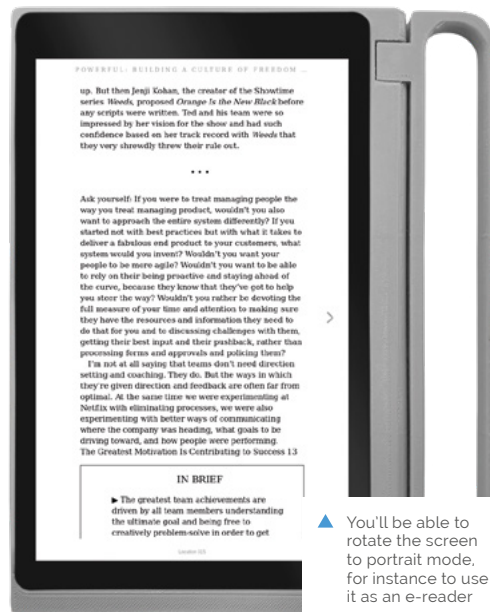 POWERFUL: BUILDING A CULTURE OF FREEDOM ...
up. But then Jenji Kohan, the creator of the Showtime
series Weeds, proposed Orange Is the New Black before
any scripts were written. Ted and his team were so
impressed by her vision for the show and had such
confidence based on her track record with Weeds that
they very shrewdly threw their rule out.
• • •
Ask yourself: If you were to treat managing people the
way you treat managing product, wouldn't you also
want to approach the entire system differently? If you
started not with best practices but with what it takes to
deliver a fabulous end product to your customers, what
system would you invent? Wouldn't you want your
people to be more agile? Wouldn't you want to be able
to rely on their being proactive and staying ahead of
the curve, because they know that they've got to help
you steer the way? Wouldn't you rather be devoting the
full measure of your time and attention to making sure
they have the resources and information they need to
do that for you and to discussing challenges with them,
getting their best input and their pushback, rather than
processing forms and approvals and policing them?
I'm not at all saying that teams don't need direction
setting and coaching. They do. But the ways in which
they're given direction and feedback are often far from
optimal. At the same time we were experimenting at
Netflix with eliminating processes, we were also
experimenting with better ways of communicating
where the company was heading, what goals to be
driving toward, and how people were performing.
The Greatest Motivation Is Contributing to Success 13
IN BRIEF
▶ The greatest team achievements are
driven by all team members understanding
the ultimate goal and being free to
creatively problem-solve in order to get
▲ You'll be able to
rotate the screen
to portrait mode,
for instance to use
it as an e-reader